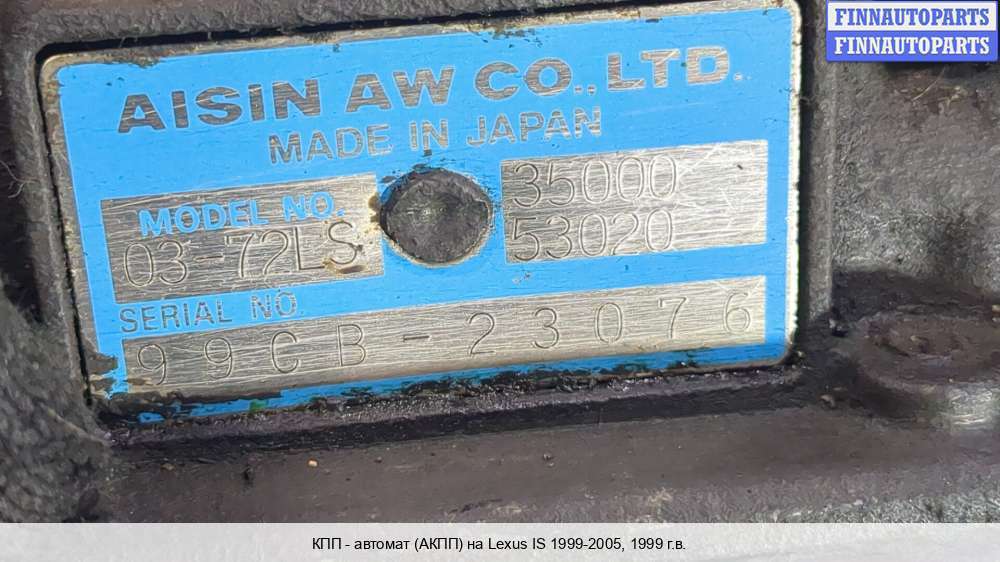 FINNAUTOPARTS
FINNAUTOPARTS
AISIN AW CO., LTD.
MADE IN JAPAN
MODEL NO.
03-72LS
35000
53020
SERIAL NO.
99CB-23076
КПП - автомат (АКПП) на Lexus IS 1999-2005, 1999 г.в.